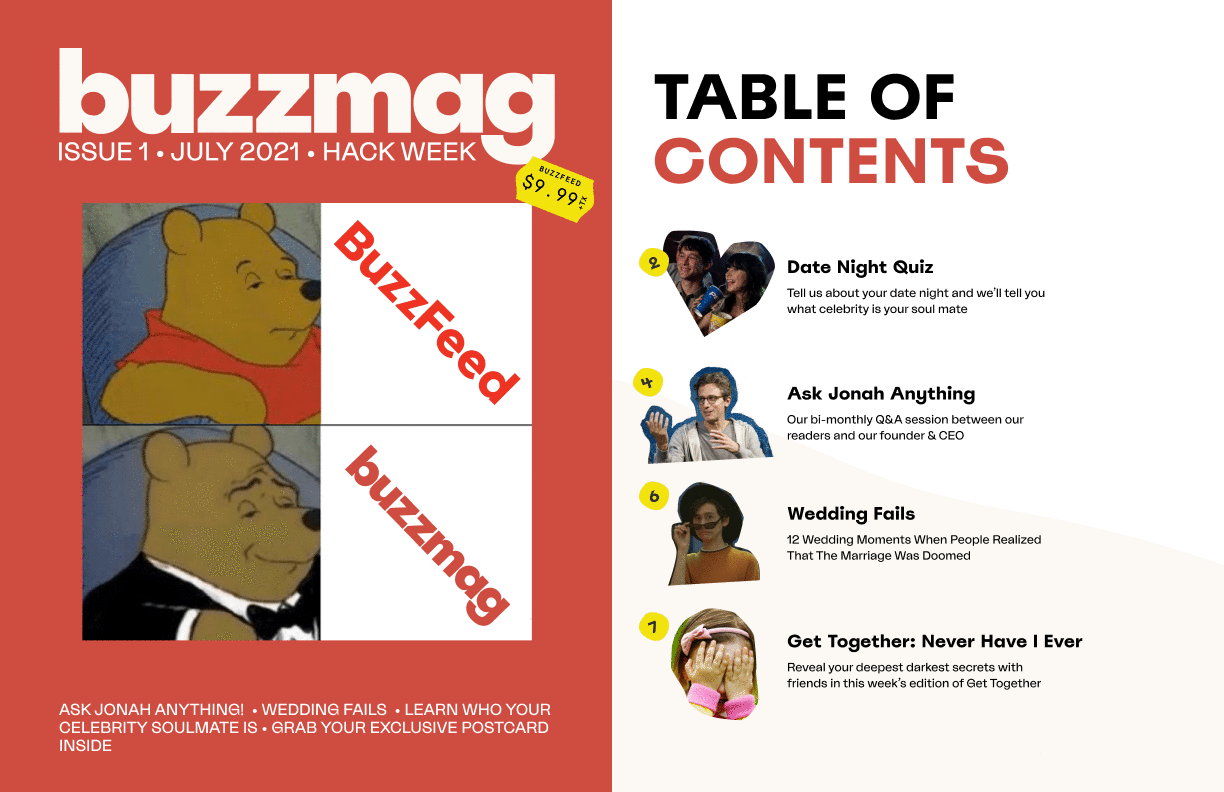 buzzmag
ISSUE 1 • JULY 2021 • HACK WEEK
BUZZFEED
$9.99
+TX
BuzzFeed
buzzmag
ASK JONAH ANYTHING! • WEDDING FAILS • LEARN WHO YOUR
CELEBRITY SOULMATE IS • GRAB YOUR EXCLUSIVE POSTCARD
INSIDE
TABLE OF
CONTENTS
2
Date Night Quiz
Tell us about your date night and we'll tell you
what celebrity is your soul mate
4
Ask Jonah Anything
Our bi-monthly Q&A session between our
readers and our founder & CEO
6
Wedding Fails
12 Wedding Moments When People Realized
That The Marriage Was Doomed
7
Get Together: Never Have I Ever
Reveal your deepest darkest secrets with
friends in this week's edition of Get Together